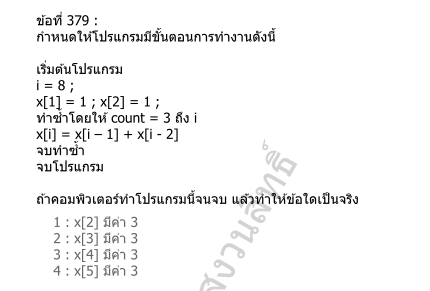 ข้อที่ 379 :
กำหนดให้โปรแกรมมีขั้นตอนการทำงานดังนี้
เริ่มต้นโปรแกรม
i = 8 ;
x[1] = 1 ; x[2] = 1 ;
ทำซ้ำโดยให้ count = 3 ถึง i
x[i] = x[i – 1] + x[i - 2]
จบทำซ้ำ
จบโปรแกรม
ถ้าคอมพิวเตอร์ทำโปรแกรมนี้จนจบ แล้วทำให้ข้อใดเป็นจริง
1 : x[2] มีค่า 3
2 : x[3] มีค่า 3
3 : x[4] มีค่า 3
4 : x[5] มีค่า 3
สงวนสิทธิ์